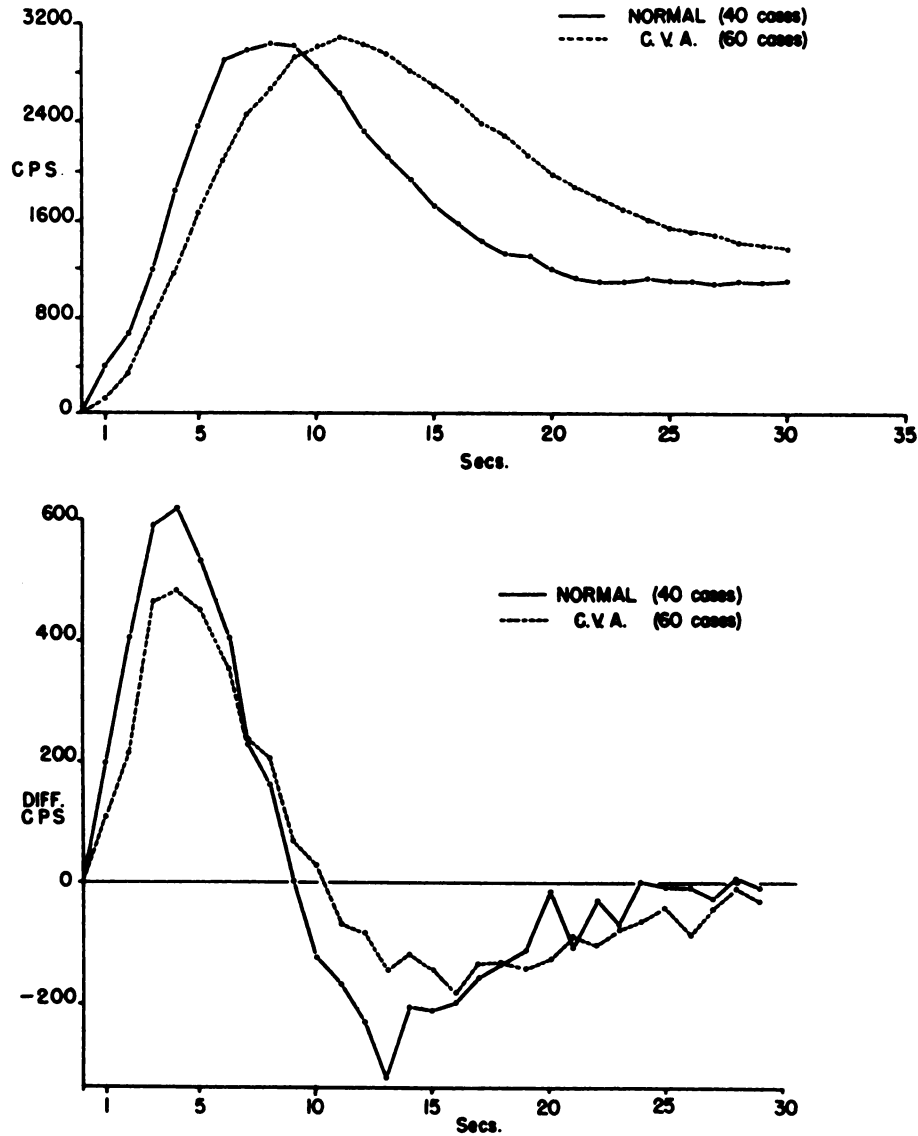 3200
NORMAL (40 cases)
C.V.A. (60 cases)
2400
CPS.
1600
800
0
1 5 10 15 20 25 30 35
Secs.
600
NORMAL (40 cases)
C.V.A. (60 cases)
400
200
DIFF.
CPS
0
-200
1 5 10 15 20 25 30
Secs.